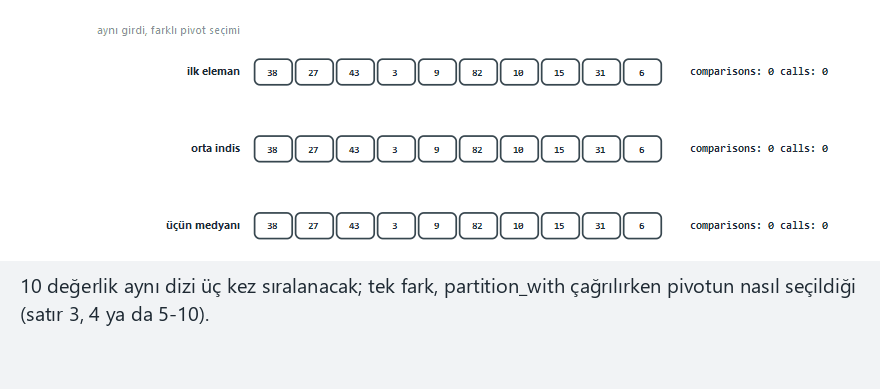 aynı girdi, farklı pivot seçimi
ilk eleman 38 27 43 3 9 82 10 15 31 6 comparisons: 0 calls: 0
orta indis 38 27 43 3 9 82 10 15 31 6 comparisons: 0 calls: 0
üçün medyanı 38 27 43 3 9 82 10 15 31 6 comparisons: 0 calls: 0
10 değerlik aynı dizi üç kez sıralanacak; tek fark, partition_with çağrılırken pivotun nasıl seçildiği
(satır 3, 4 ya da 5-10).